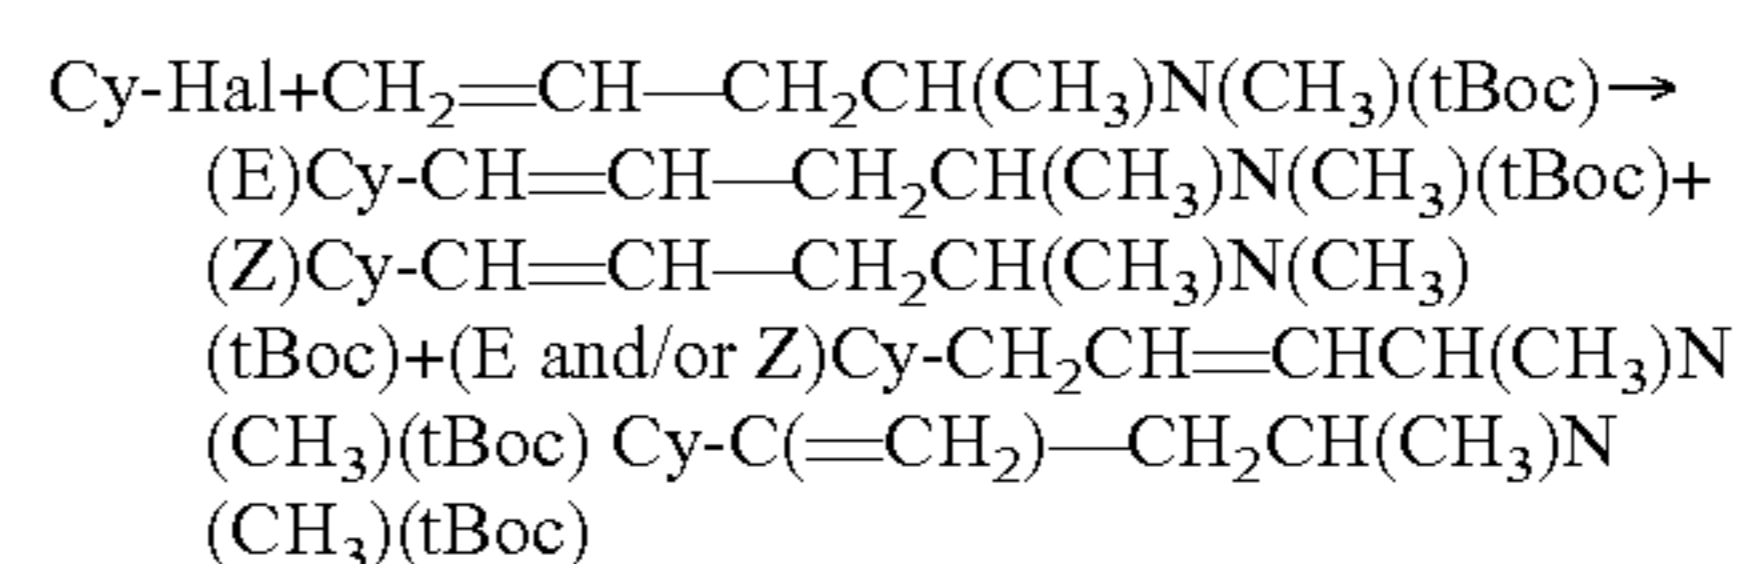 Cy-Hal+CH₂=CH—CH₂CH(CH₃)N(CH₃)(tBoc)→
(E)Cy-CH=CH—CH₂CH(CH₃)N(CH₃)(tBoc)+
(Z)Cy-CH=CH—CH₂CH(CH₃)N(CH₃)
(tBoc)+(E and/or Z)Cy-CH₂CH=CHCH(CH₃)N
(CH₃)(tBoc) Cy-C(=CH₂)—CH₂CH(CH₃)N
(CH₃)(tBoc)